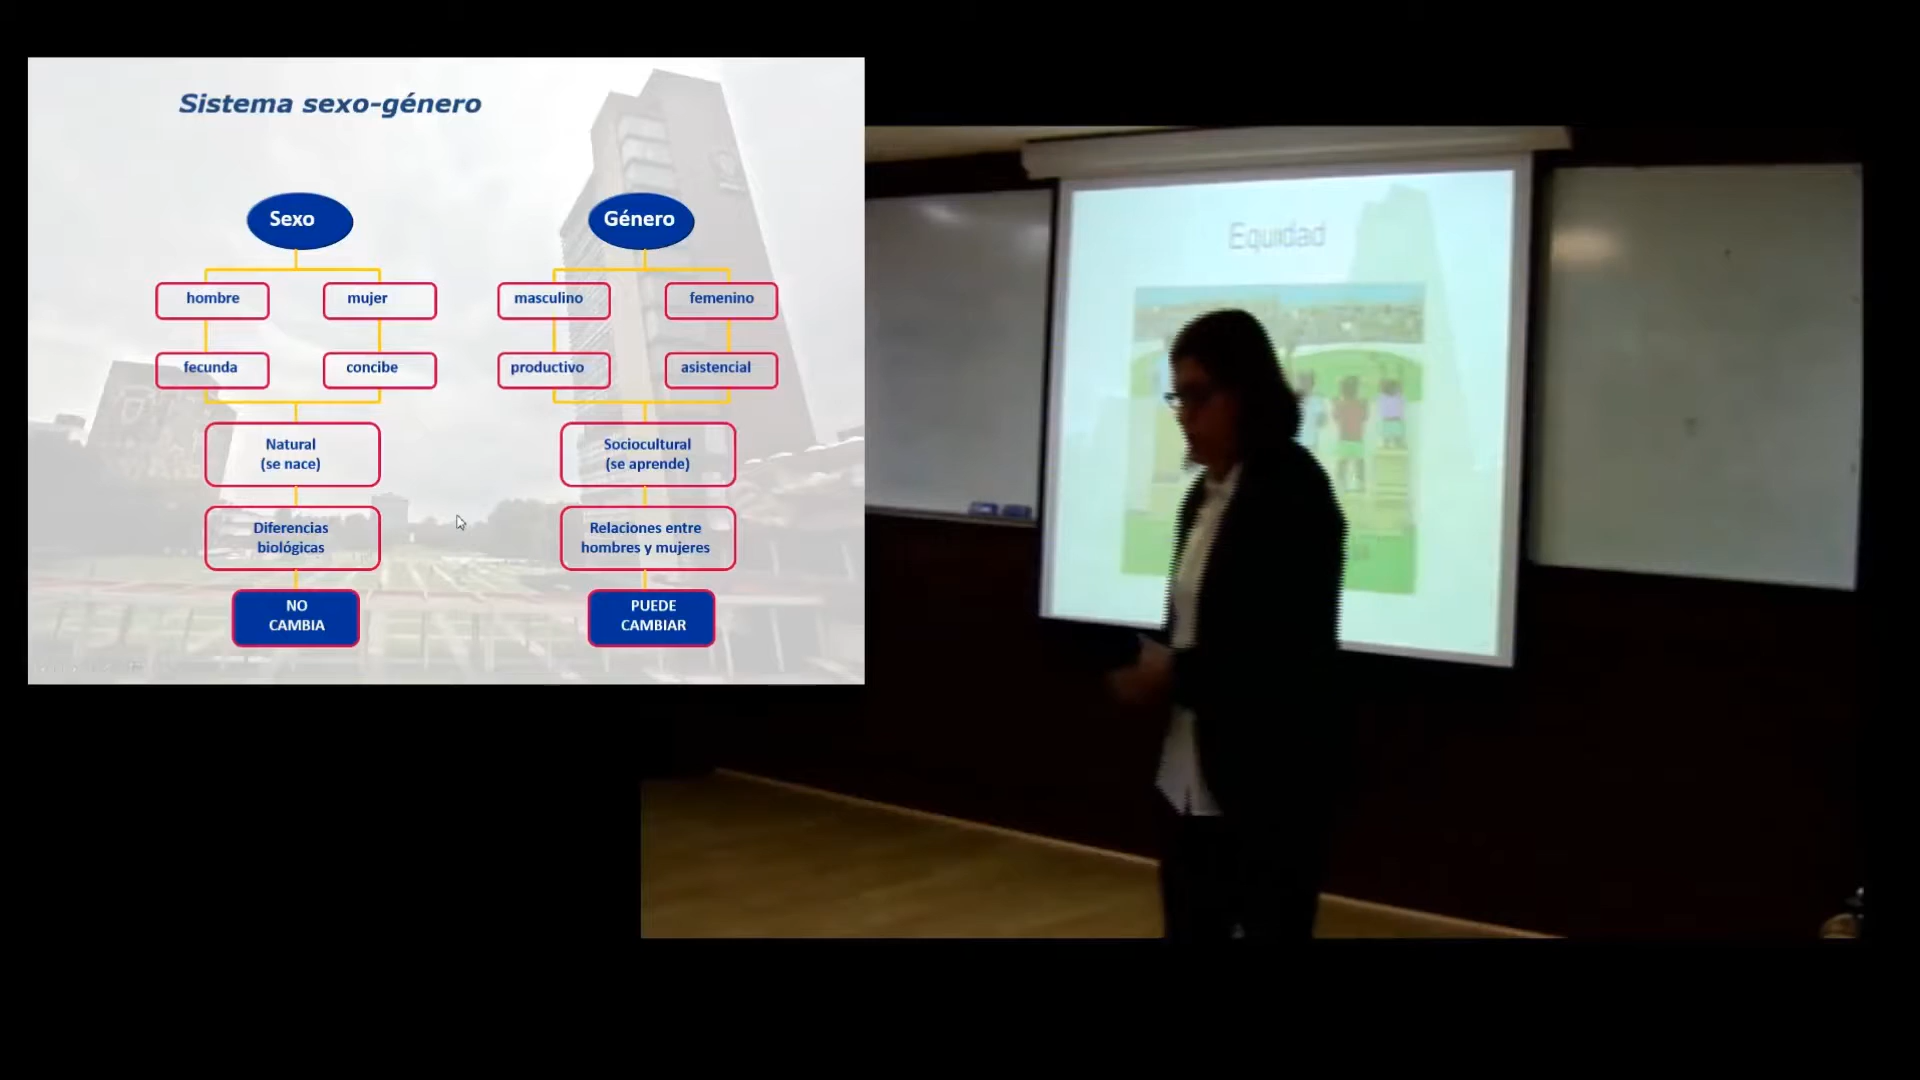 Sistema sexo-género
Sexo
Género
hombre
mujer
masculino
femenino
fecunda
concibe
productivo
asistencial
Natural
(se nace)
Sociocultural
(se aprende)
Diferencias
biológicas
Relaciones entre
hombres y mujeres
NO
CAMBIA
PUEDE
CAMBIAR
Equidad